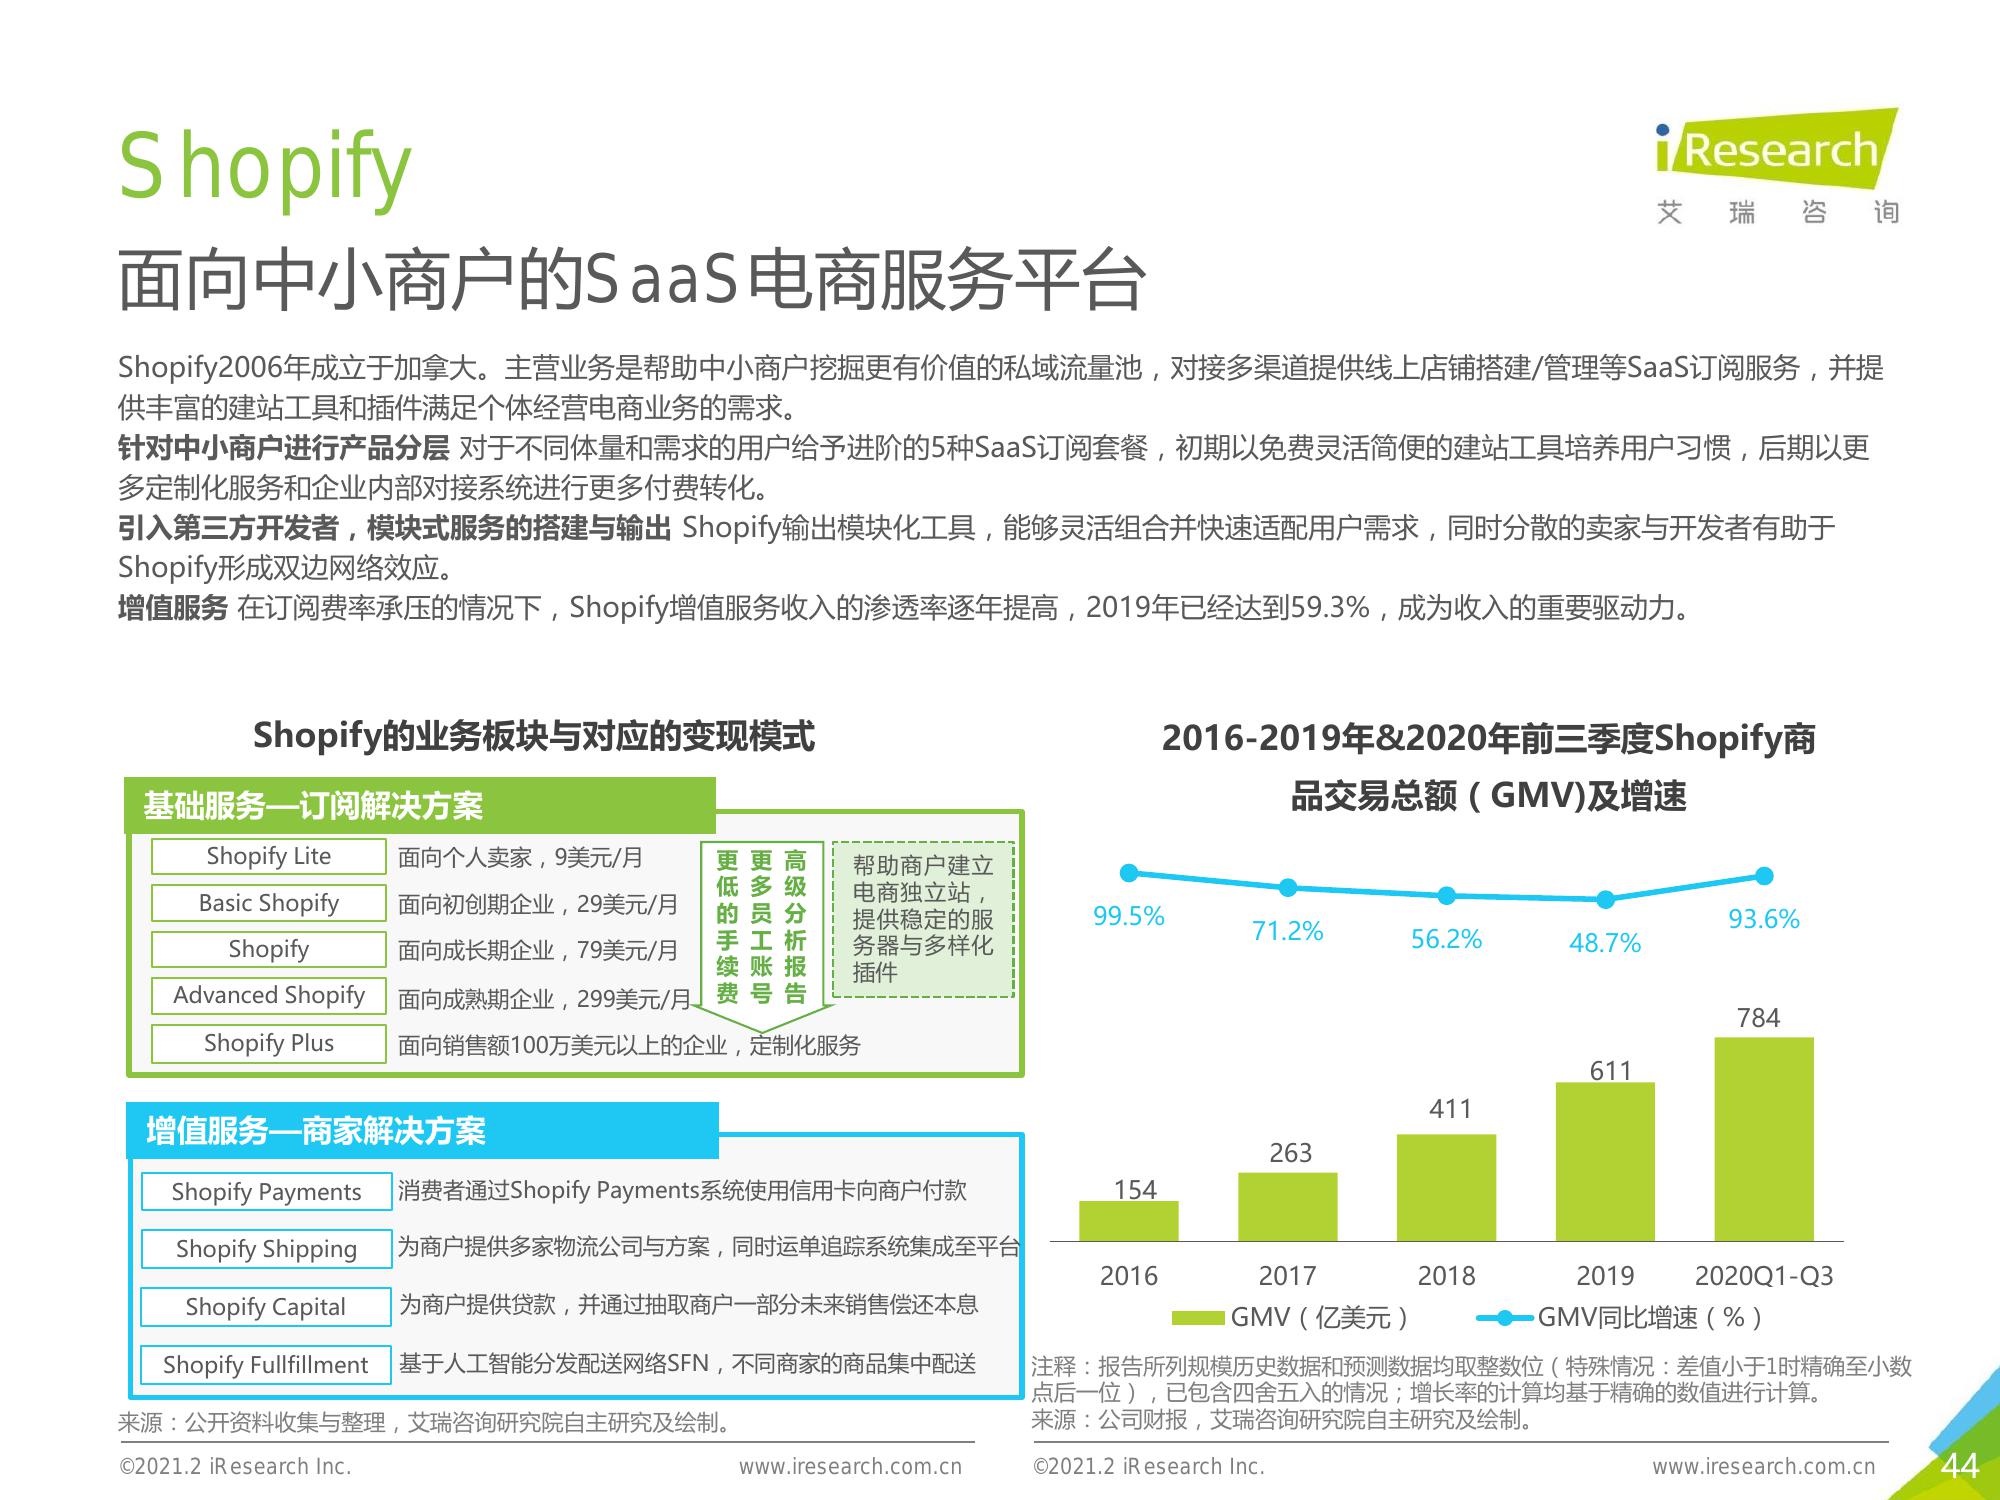 Shopify
iResearch
艾瑞咨询
面向中小商户的SaaS电商服务平台
Shopify2006年成立于加拿大。主营业务是帮助中小商户挖掘更有价值的私域流量池，对接多渠道提供线上店铺搭建/管理等SaaS订阅服务，并提
供丰富的建站工具和插件满足个体经营电商业务的需求。
针对中小商户进行产品分层 对于不同体量和需求的用户给予进阶的5种SaaS订阅套餐，初期以免费灵活简便的建站工具培养用户习惯，后期以更
多定制化服务和企业内部对接系统进行更多付费转化。
引入第三方开发者，模块式服务的搭建与输出 Shopify输出模块化工具，能够灵活组合并快速适配用户需求，同时分散的卖家与开发者有助于
Shopify形成双边网络效应。
增值服务 在订阅费率承压的情况下，Shopify增值服务收入的渗透率逐年提高，2019年已经达到59.3%，成为收入的重要驱动力。
Shopify的业务板块与对应的变现模式
基础服务—订阅解决方案
Shopify Lite 面向个人卖家，9美元/月
Basic Shopify 面向初创期企业，29美元/月
Shopify 面向成长期企业，79美元/月
Advanced Shopify 面向成熟期企业，299美元/月
Shopify Plus 面向销售额100万美元以上的企业，定制化服务
更低的手续费
更多员工账号
高级分析报告
帮助商户建立
电商独立站，
提供稳定的服
务器与多样化
插件
增值服务—商家解决方案
Shopify Payments 消费者通过Shopify Payments系统使用信用卡向商户付款
Shopify Shipping 为商户提供多家物流公司与方案，同时运单追踪系统集成至平台
Shopify Capital 为商户提供贷款，并通过抽取商户一部分未来销售偿还本息
Shopify Fullfillment 基于人工智能分发配送网络SFN，不同商家的商品集中配送
来源：公开资料收集与整理，艾瑞咨询研究院自主研究及绘制。
2016-2019年&2020年前三季度Shopify商
品交易总额（GMV)及增速
99.5% 71.2% 56.2% 48.7% 93.6%
154 263 411 611 784
2016 2017 2018 2019 2020Q1-Q3
GMV（亿美元） GMV同比增速（%）
注释：报告所列规模历史数据和预测数据均取整数位（特殊情况：差值小于1时精确至小数
点后一位），已包含四舍五入的情况；增长率的计算均基于精确的数值进行计算。
来源：公司财报，艾瑞咨询研究院自主研究及绘制。
©2021.2 iResearch Inc. www.iresearch.com.cn
©2021.2 iResearch Inc. www.iresearch.com.cn
44